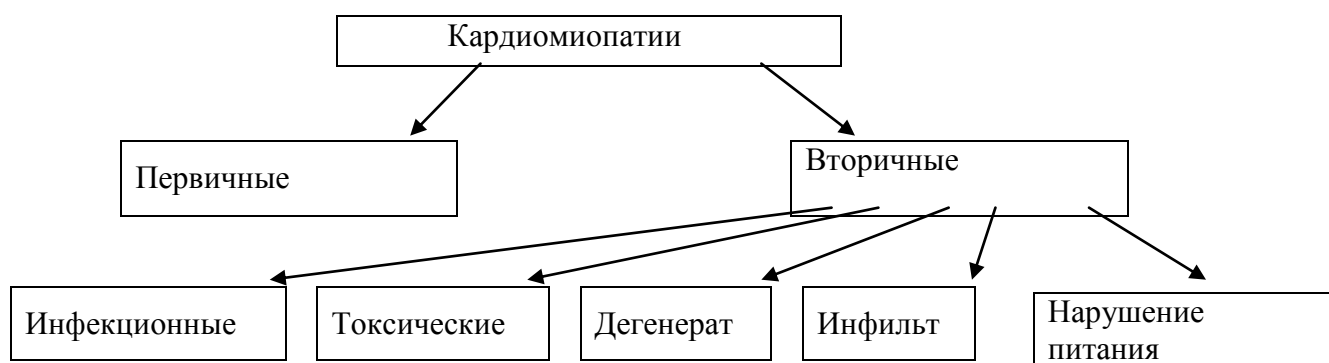 Кардиомиопатии
Первичные
Вторичные
Инфекционные
Токсические
Дегенерат
Инфильт
Нарушение
питания